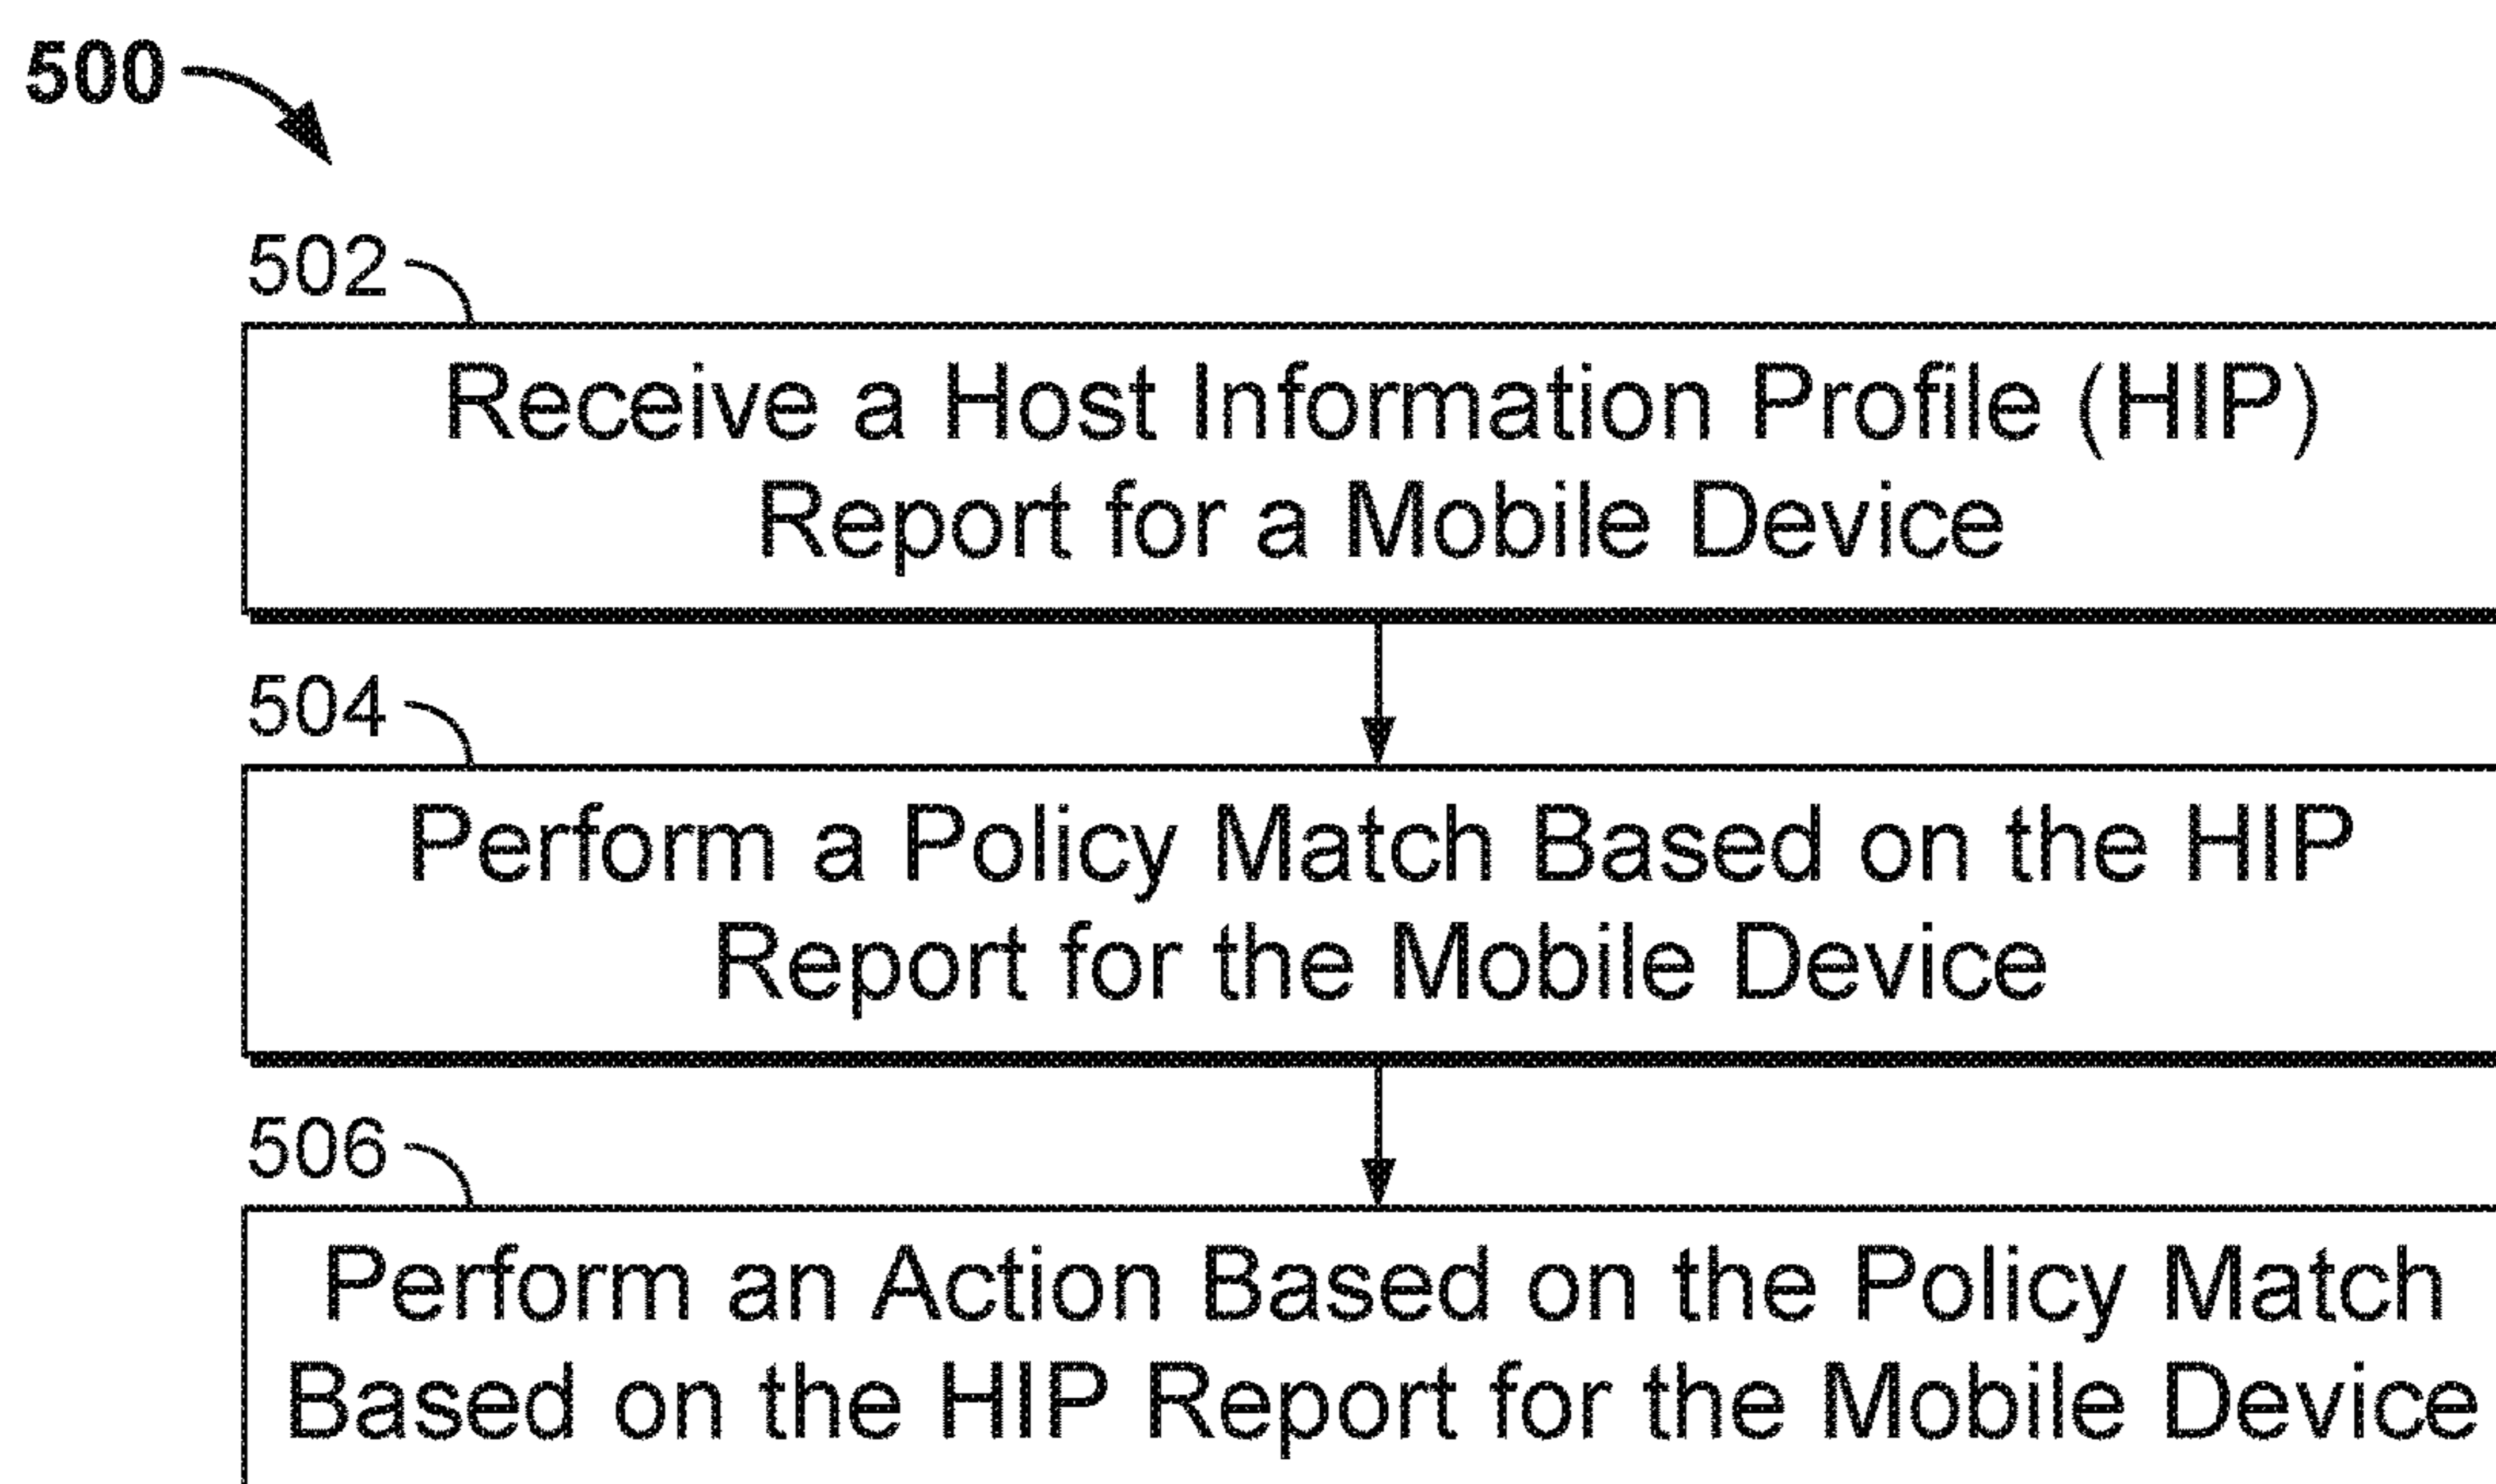 500
502
Receive a Host Information Profile (HIP)
Report for a Mobile Device
504
Perform a Policy Match Based on the HIP
Report for the Mobile Device
506
Perform an Action Based on the Policy Match
Based on the HIP Report for the Mobile Device